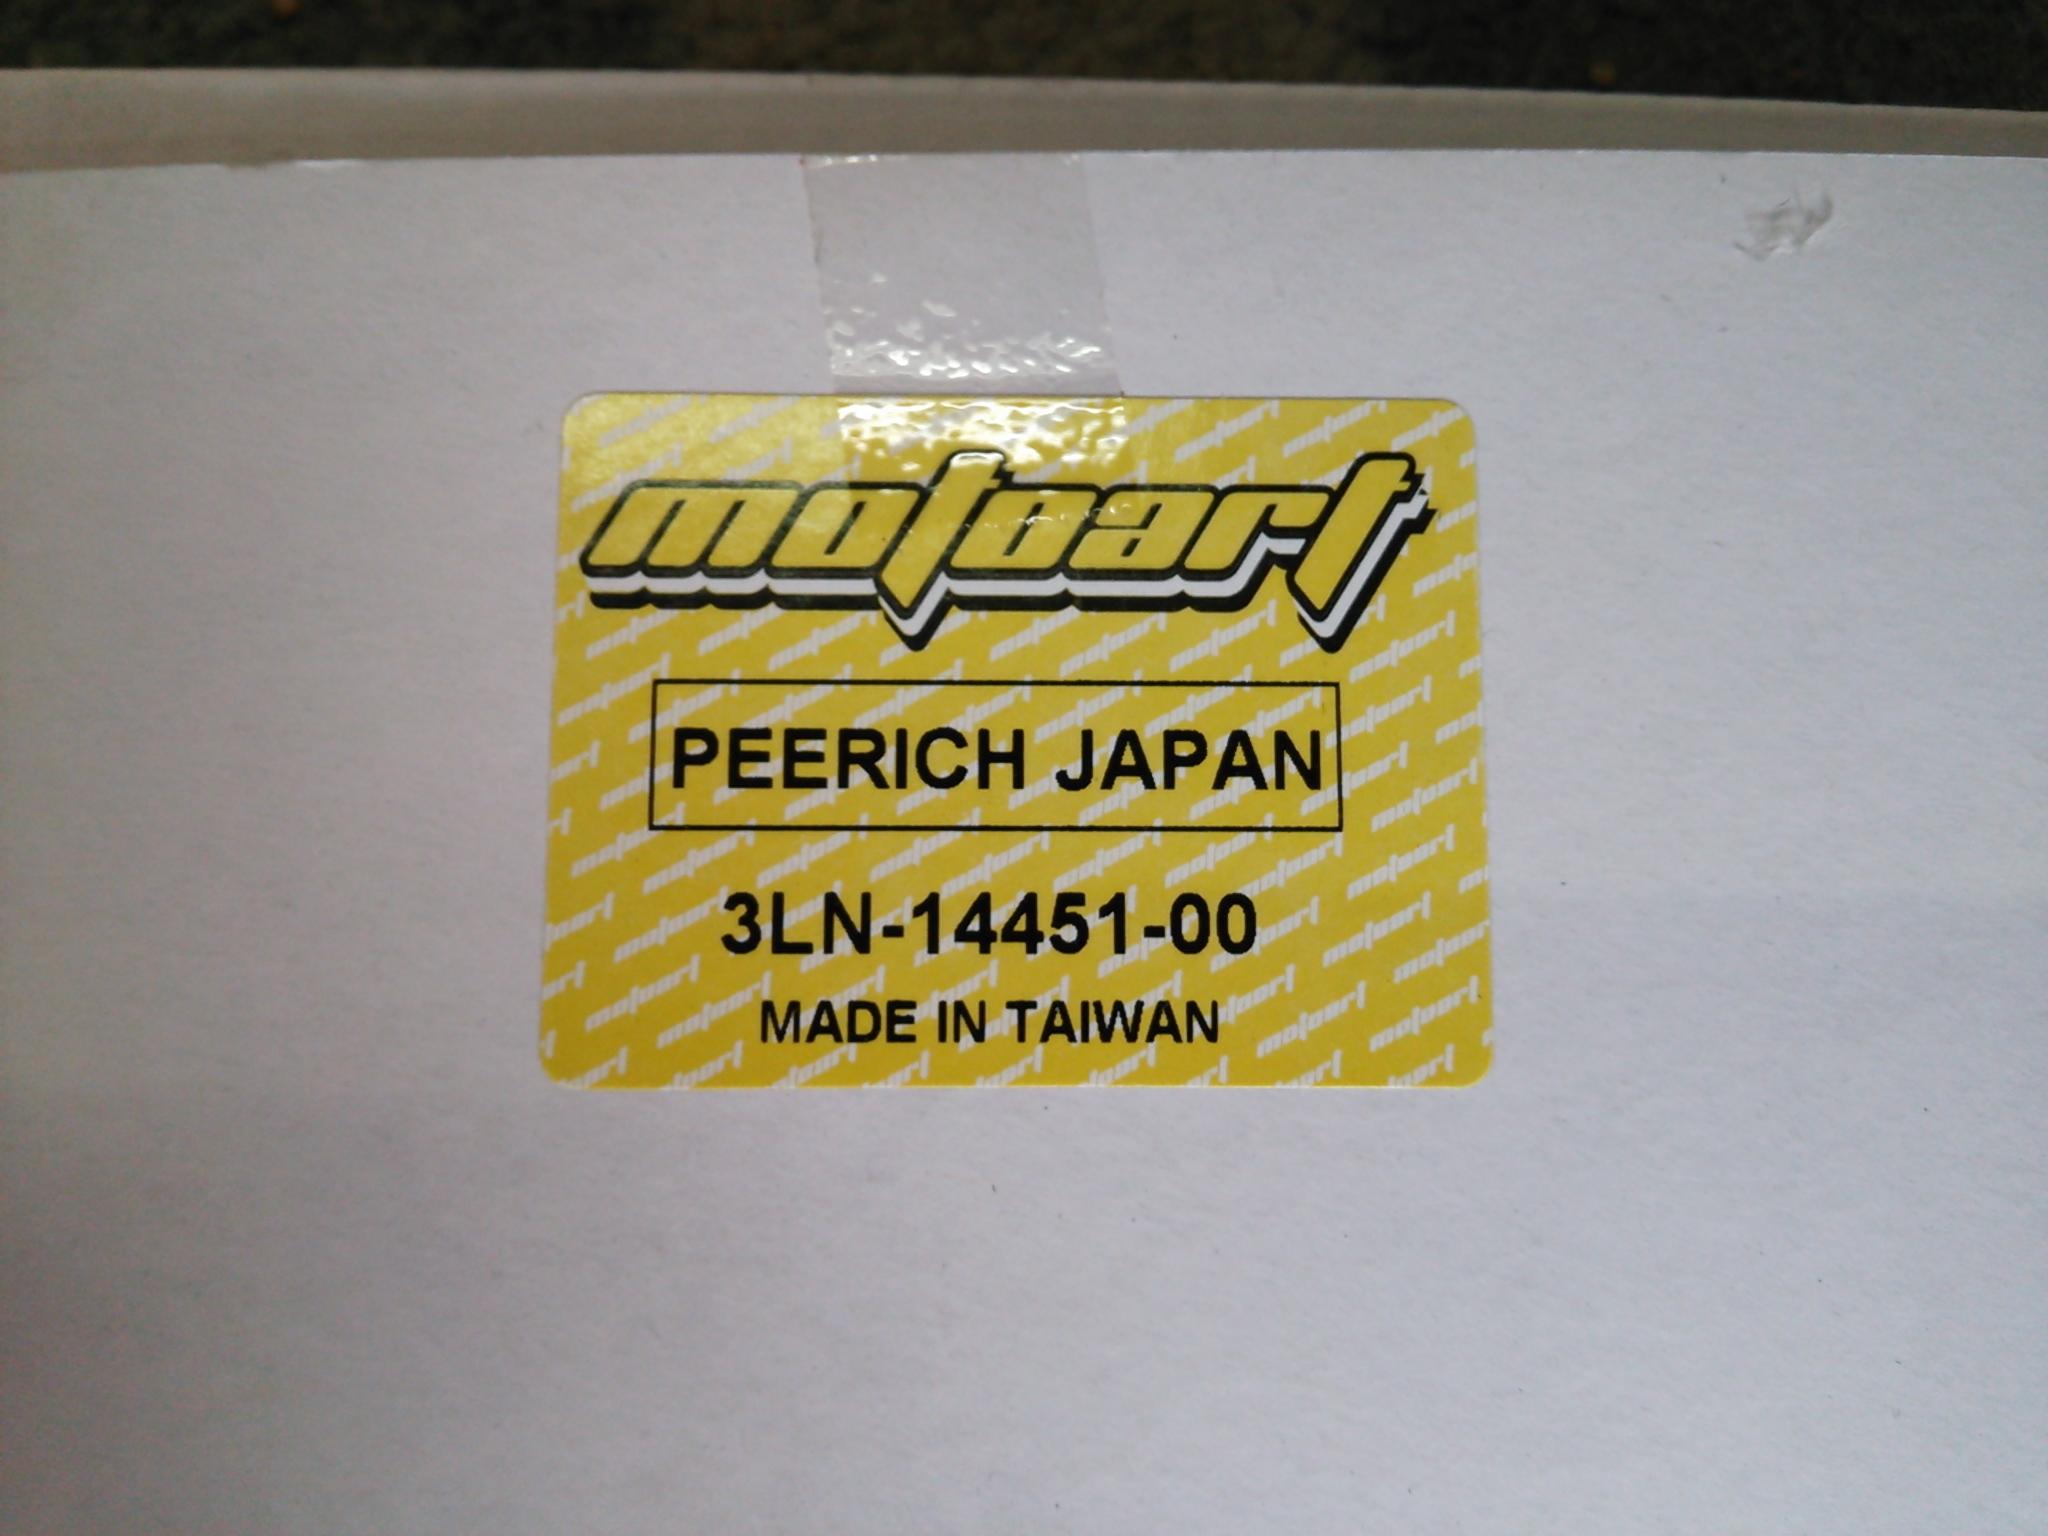 motoart
PEERICH JAPAN
3LN-14451-00
MADE IN TAIWAN